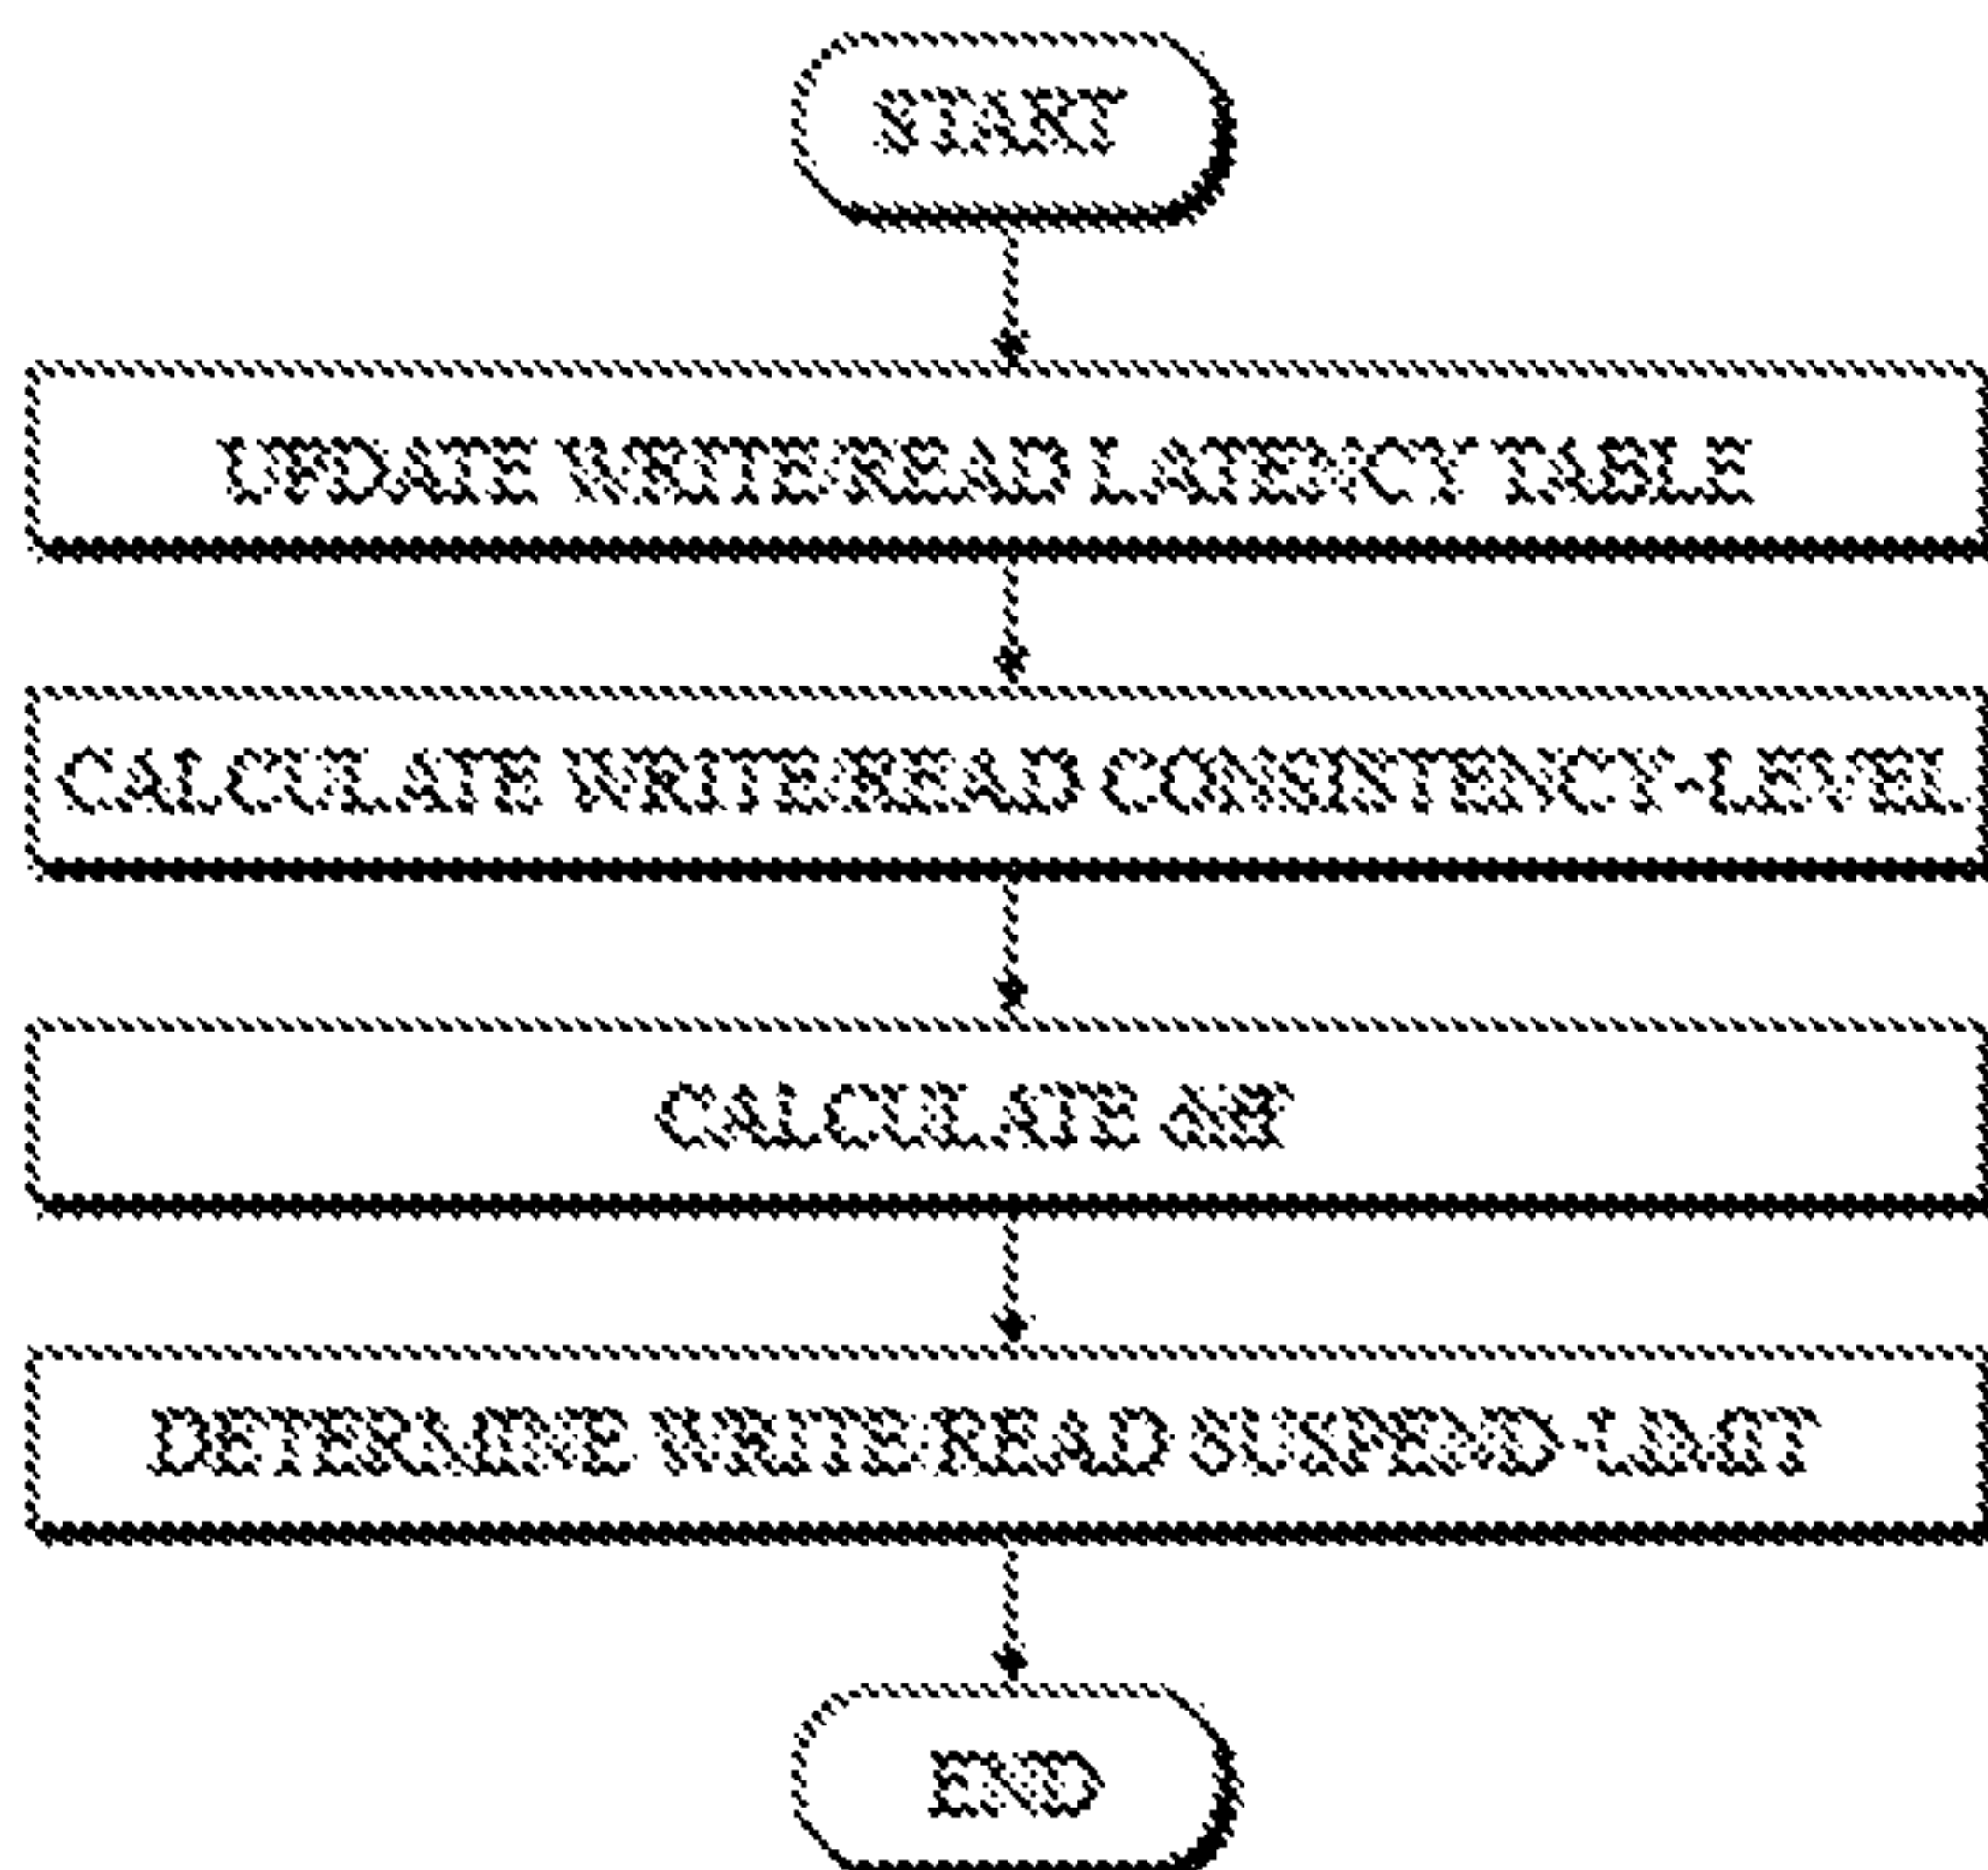 START
UPDATE WRITE/READ LATENCY TABLE
CALCULATE WRITE/READ CONSISTENCY-LEVEL
CALCULATE
DETERMINE WRITE/READ SUSPEND-LIMIT
END